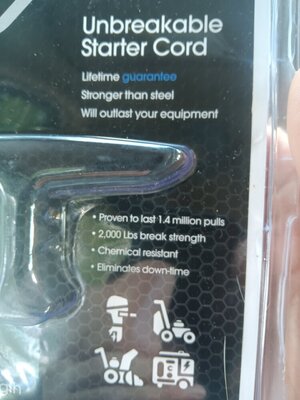 Unbreakable
Starter Cord
Lifetime guarantee
Stronger than steel
Will outlast your equipment
• Proven to last 1.4 million pulls
• 2,000 Lbs break strength
• Chemical resistant
• Eliminates down-time